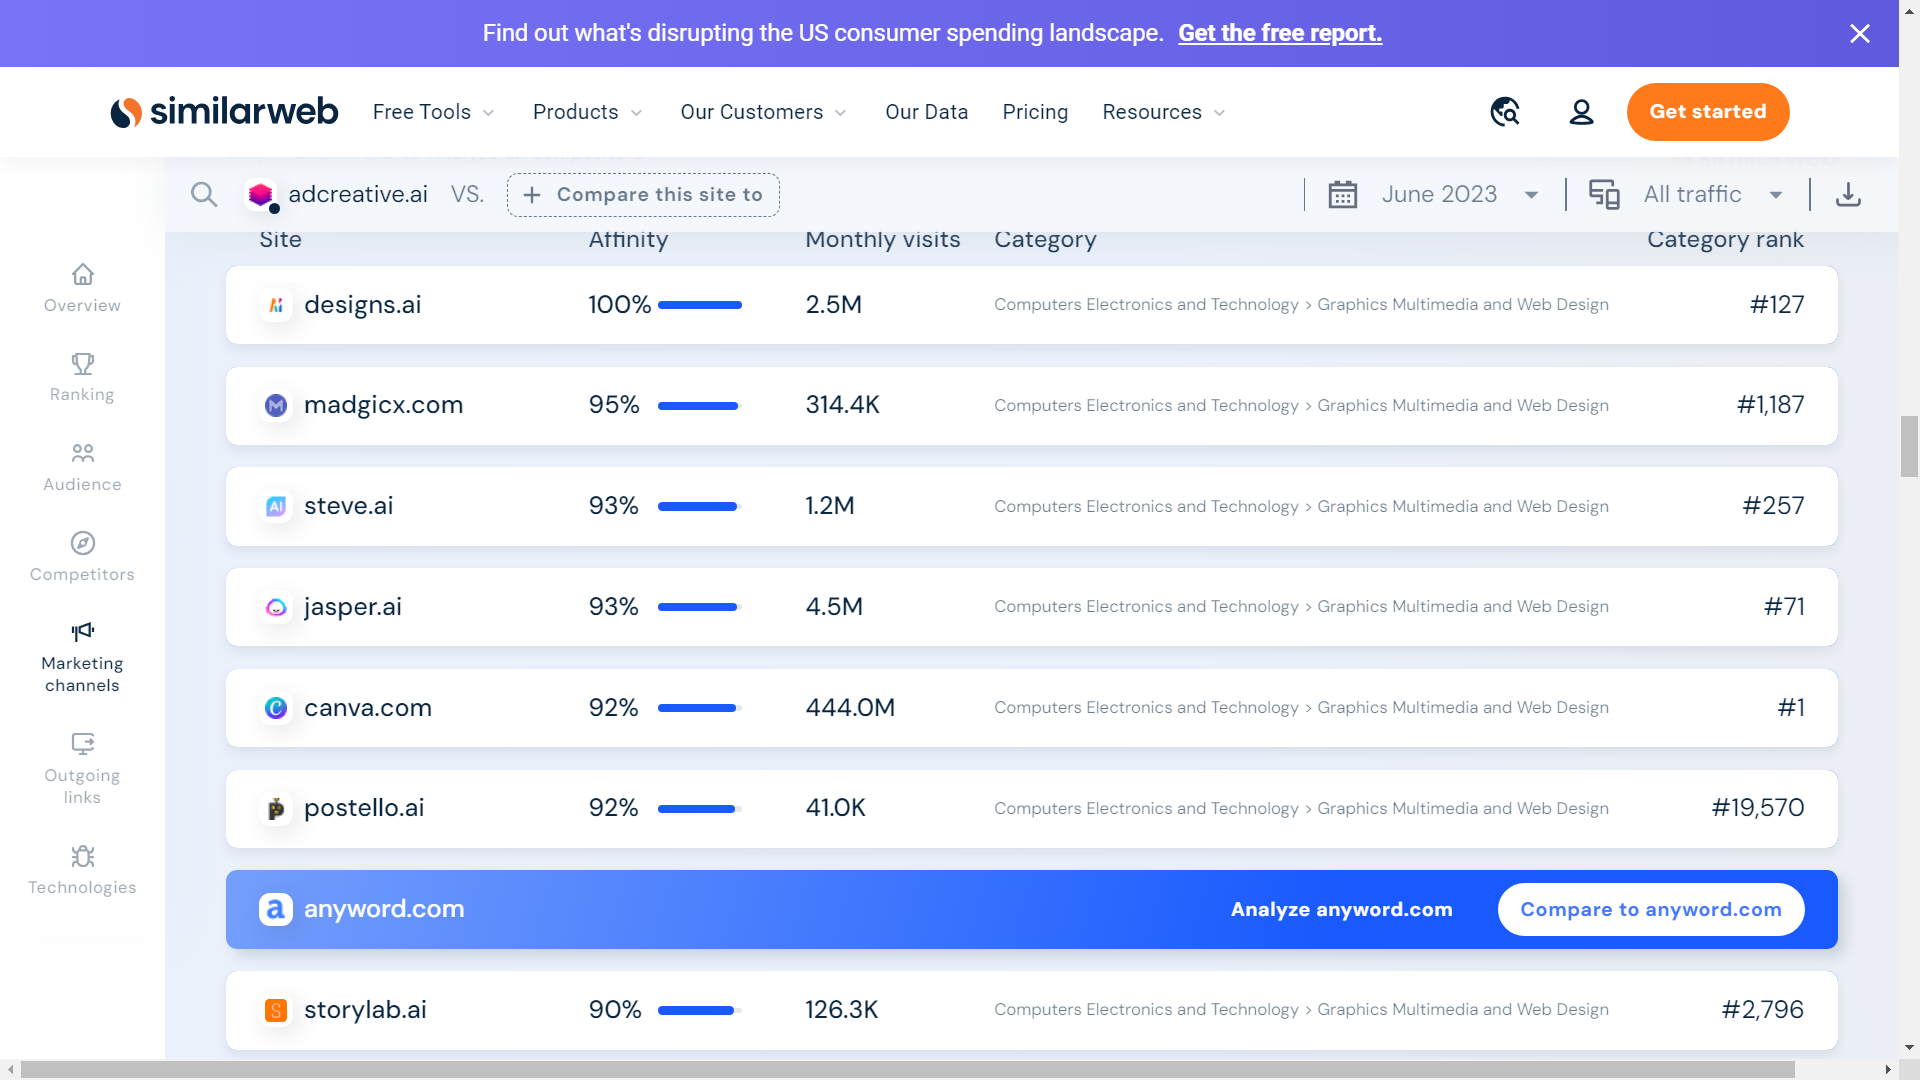 Find out what's disrupting the US consumer spending landscape. Get the free report.
similarweb Free Tools Products Our Customers Our Data Pricing Resources Get started
adcreative.ai VS. + Compare this site to June 2023 All traffic
Site Affinity Monthly visits Category Category rank
Overview
Ranking
Audience
Competitors
Marketing
channels
Outgoing
links
Technologies
designs.ai 100% 2.5M Computers Electronics and Technology > Graphics Multimedia and Web Design #127
madgicx.com 95% 314.4K Computers Electronics and Technology > Graphics Multimedia and Web Design #1,187
steve.ai 93% 1.2M Computers Electronics and Technology > Graphics Multimedia and Web Design #257
jasper.ai 93% 4.5M Computers Electronics and Technology > Graphics Multimedia and Web Design #71
canva.com 92% 444.0M Computers Electronics and Technology > Graphics Multimedia and Web Design #1
postello.ai 92% 41.0K Computers Electronics and Technology > Graphics Multimedia and Web Design #19,570
a anyword.com Analyze anyword.com Compare to anyword.com
storylab.ai 90% 126.3K Computers Electronics and Technology > Graphics Multimedia and Web Design #2,796